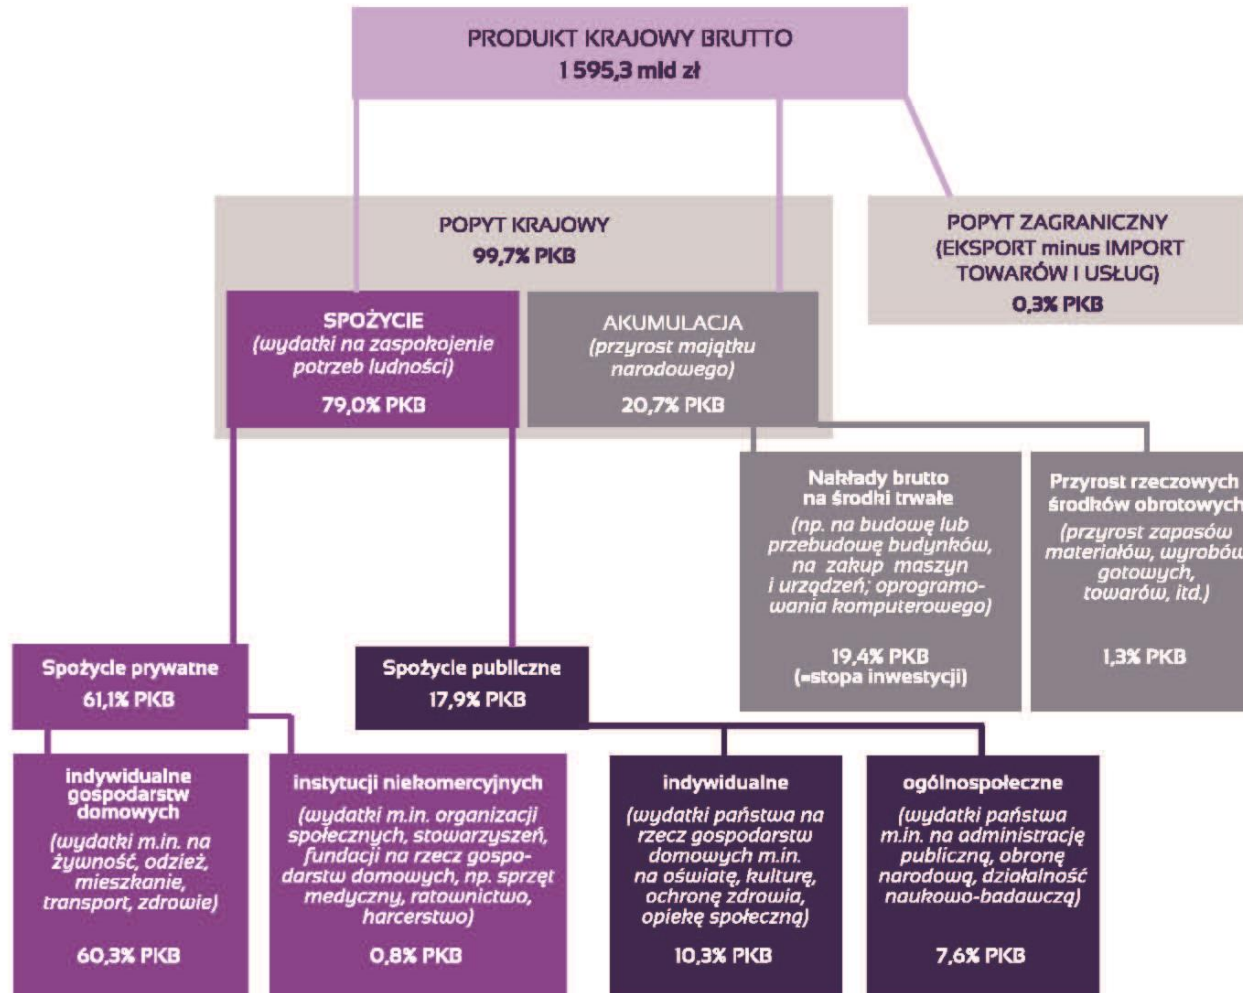 PRODUKT KRAJOWY BRUTTO
1 595,3 mld zł
POPYT KRAJOWY
99,7% PKB
POPYT ZAGRANICZNY
(EKSPORT minus IMPORT
TOWARÓW I USŁUG)
0,3% PKB
SPOŻYCIE
(wydatki na zaspokojenie
potrzeb ludności)
79,0% PKB
AKUMULACJA
(przyrost majątku
narodowego)
20,7% PKB
Nakłady brutto
na środki trwałe
(np. na budowę lub
przebudowę budynków,
na zakup maszyn
i urządzeń; oprogramo-
wania komputerowego)
19,4% PKB
(=stopa inwestycji)
Przyrost rzeczowych
środków obrotowych
(przyrost zapasów
materiałów, wyrobów
gotowych,
towarów, itd.)
1,3% PKB
Spożycie prywatne
61,1% PKB
Spożycie publiczne
17,9% PKB
indywidualne
gospodarstw
domowych
(wydatki m.in. na
żywność, odzież,
mieszkanie,
transport, zdrowie)
60,3% PKB
instytucji niekomercyjnych
(wydatki m.in. organizacji
społecznych, stowarzyszeń,
fundacji na rzecz gospo-
darstw domowych, np. sprzęt
medyczny, ratownictwo,
harcerstwo)
0,8% PKB
indywidualne
(wydatki państwa na
rzecz gospodarstw
domowych m.in.
na oświatę, kulturę,
ochronę zdrowia,
opiekę społeczną)
10,3% PKB
ogólnospołeczne
(wydatki państwa
m.in. na administrację
publiczną, obronę
narodową, działalność
naukowo-badawczą)
7,6% PKB